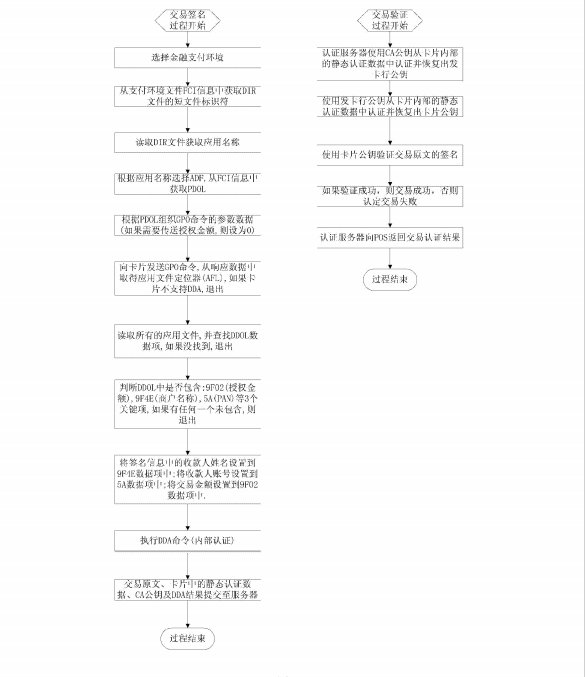 交易签名
过程开始
选择金融支付环境
从支付环境文件FCI信息中获取DIR
文件的短文件标识符
读取DIR文件获取应用名称
根据应用名称选择ADF,从FCI信息中
获取PDOL
根据PDOL组织GPO命令的参数数据
(如果需要传送授权金额,则设为0)
向卡片发送GPO命令,从响应数据中
取得应用文件定位器(AFL),如果卡
片不支持DDA,退出
读取所有的应用文件,并查找DDOL数
据项,如果没找到,退出
判断DDOL中是否包含:9F02(授权金
额),9F4E(商户名称),5A(PAN)等3个
关键项,如果有任何一个未包含,则
退出
将签名信息中的收款人姓名设置到
9F4E数据项中;将收款人账号设置到
5A数据项中;将交易金额设置到9F02
数据项中.
执行DDA命令(内部认证)
交易原文、卡片中的静态认证数
据、CA公钥及DDA结果提交至服务器
过程结束
交易验证
过程开始
认证服务器使用CA公钥从卡片内部
的静态认证数据中认证并恢复出发
卡行公钥
使用发卡行公钥从卡片内部的静态
认证数据中认证并恢复出卡片公钥
使用卡片公钥验证交易原文的签名
如果验证成功，则交易成功，否则
认定交易失败
认证服务器向POS返回交易认证结果
过程结束